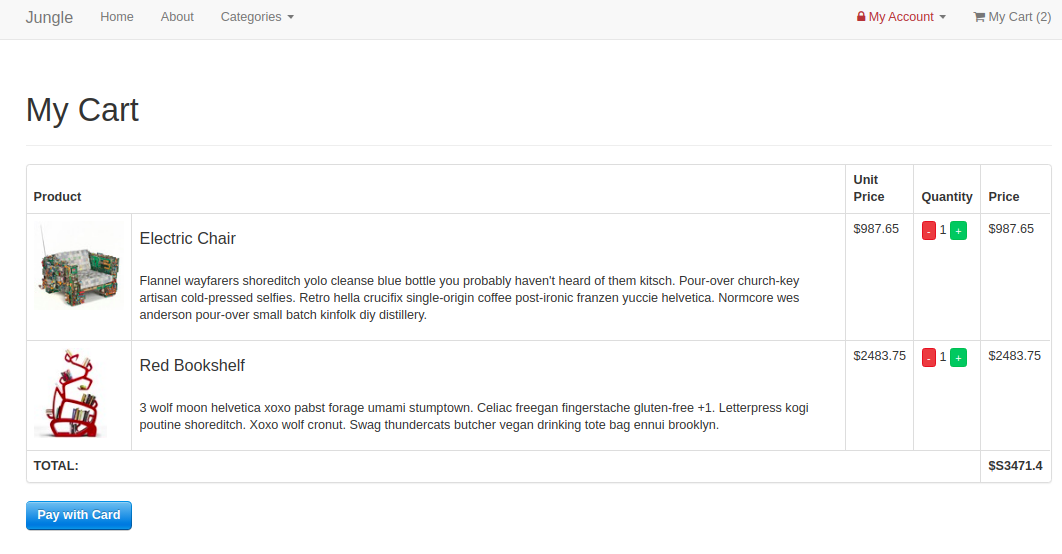 Jungle Home About Categories My Account My Cart (2)
My Cart
Product Unit Price Quantity Price
Electric Chair $987.65 - 1 + $987.65
Flannel wayfarers shoreditch yolo cleanse blue bottle you probably haven't heard of them kitsch. Pour-over church-key
artisan cold-pressed selfies. Retro hella crucifix single-origin coffee post-ironic franzen yuccie helvetica. Normcore wes
anderson pour-over small batch kinfolk diy distillery.
Red Bookshelf $2483.75 - 1 + $2483.75
3 wolf moon helvetica xoxo pabst forage umami stumptown. Celiac freegan fingerstache gluten-free +1. Letterpress kogi
poutine shoreditch. Xoxo wolf cronut. Swag thundercats butcher vegan drinking tote bag ennui brooklyn.
TOTAL: $S3471.4
Pay with Card